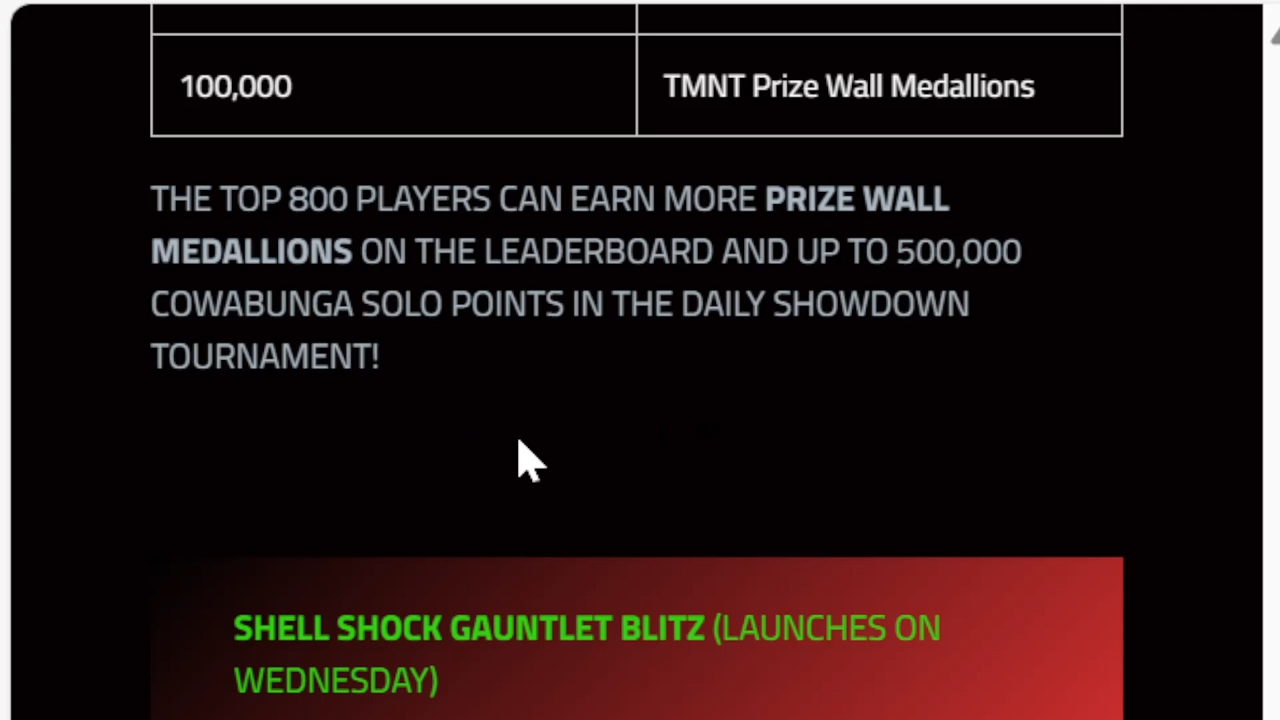 100,000
TMNT Prize Wall Medallions
THE TOP 800 PLAYERS CAN EARN MORE PRIZE WALL
MEDALLIONS ON THE LEADERBOARD AND UP TO 500,000
COWABUNGA SOLO POINTS IN THE DAILY SHOWDOWN
TOURNAMENT!
SHELL SHOCK GAUNTLET BLITZ (LAUNCHES ON
WEDNESDAY)